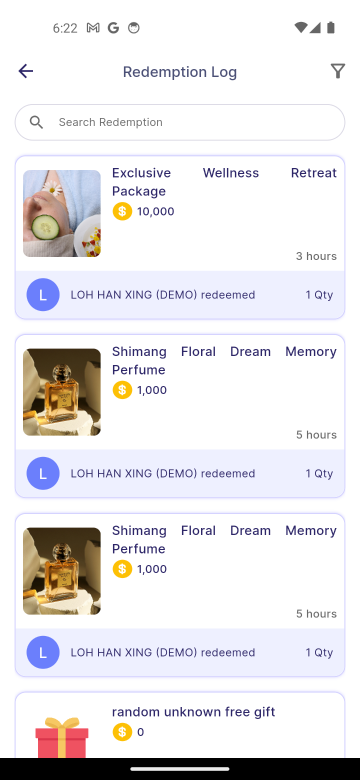 6:22
Redemption Log
Search Redemption
Exclusive Wellness Retreat
Package
10,000
3 hours
L
LOH HAN XING (DEMO) redeemed
1 Qty
Shimang Floral Dream Memory
Perfume
1,000
5 hours
L
LOH HAN XING (DEMO) redeemed
1 Qty
Shimang Floral Dream Memory
Perfume
1,000
5 hours
L
LOH HAN XING (DEMO) redeemed
1 Qty
random unknown free gift
0